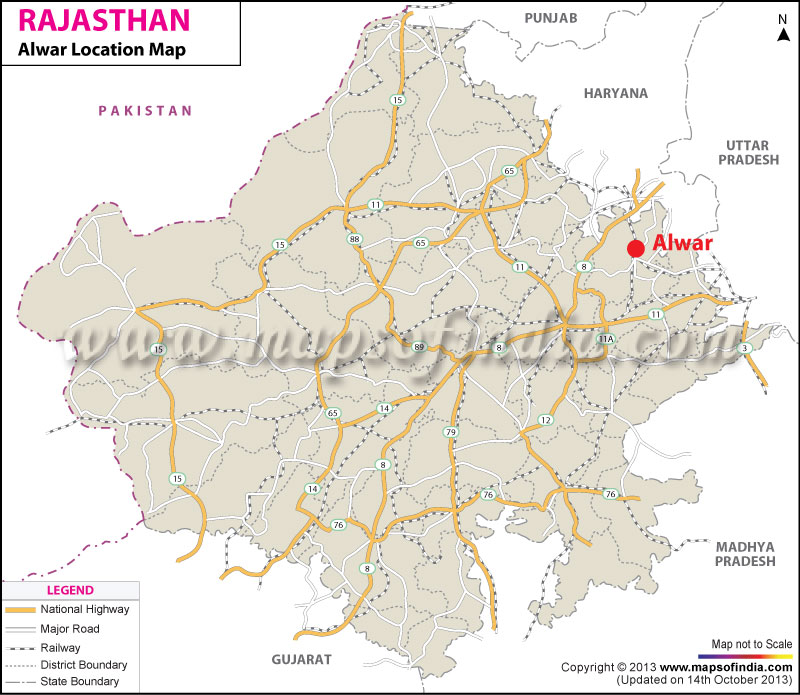 RAJASTHAN
Alwar Location Map
PUNJAB
N
HARYANA
PAKISTAN
UTTAR
PRADESH
15
65
11
88
65
15
Alwar
11
8
11
www.mapsofindia.com
15
89
8
11A
3
65
14
12
79
8
15
14
76
76
76
8
MADHYA
PRADESH
GUJARAT
LEGEND
National Highway
Major Road
Railway
District Boundary
State Boundary
Map not to Scale
Copyright © 2013 www.mapsofindia.com
(Updated on 14th October 2013)